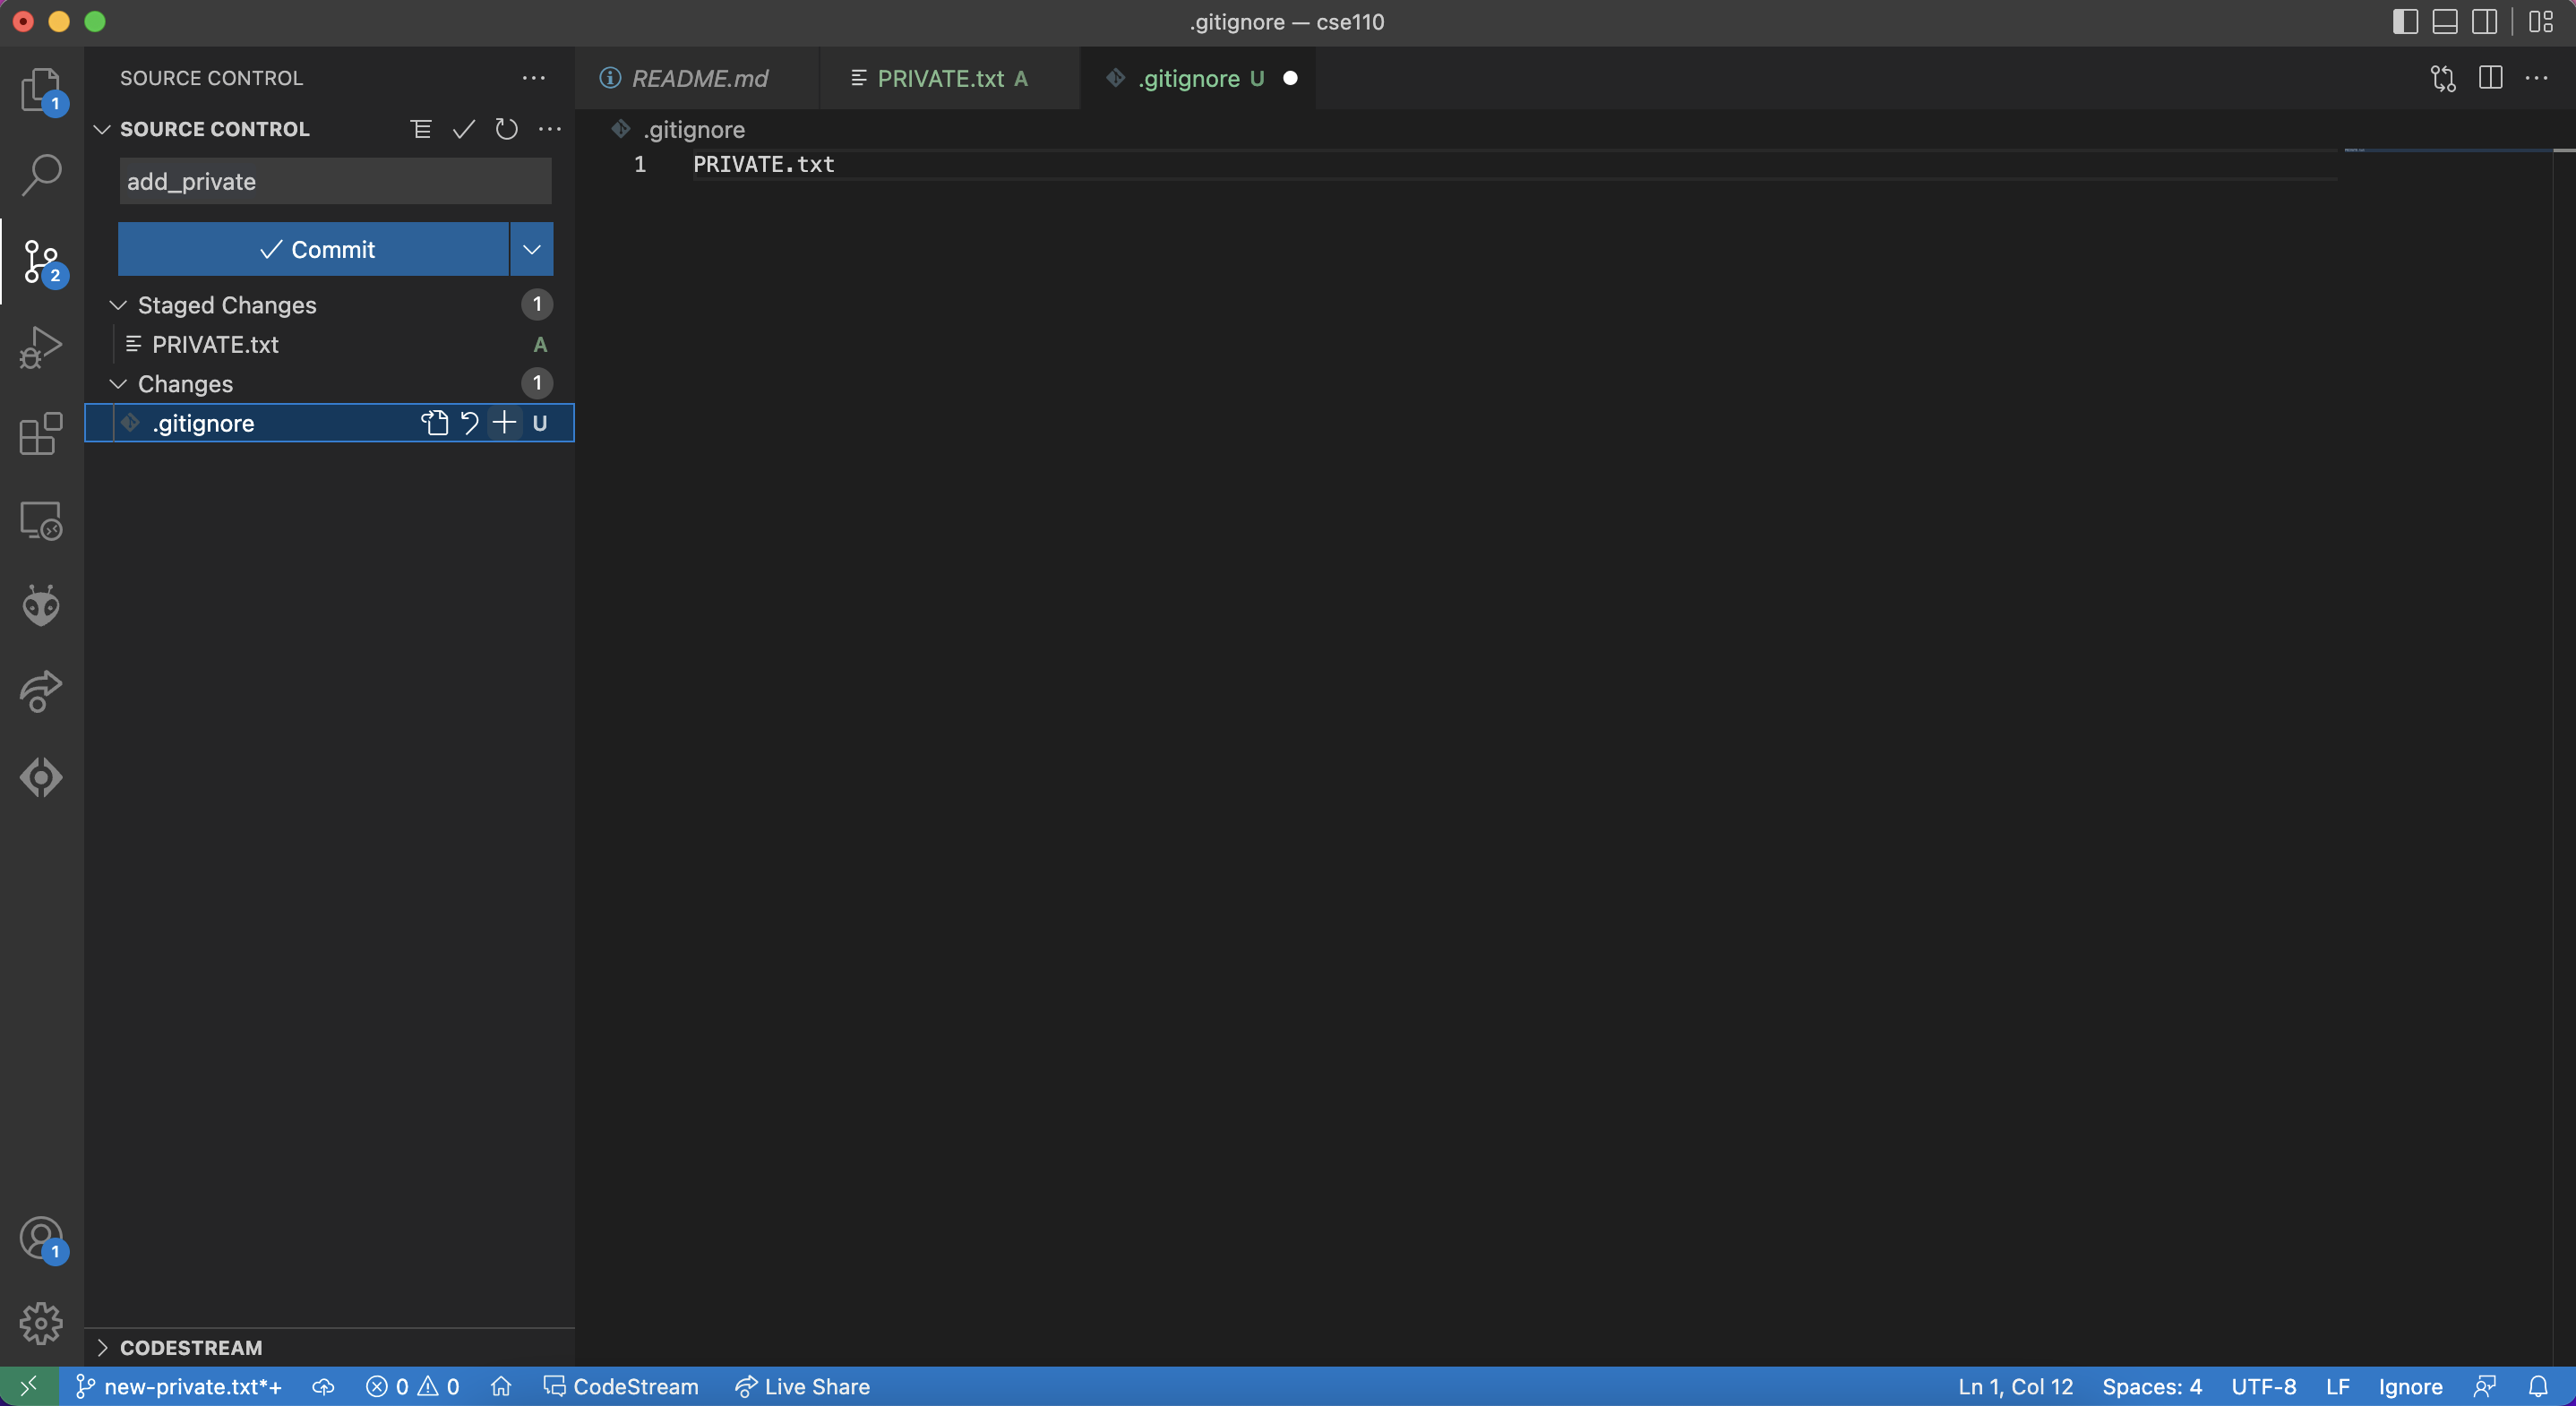 .gitignore — cse110
1
2
1
SOURCE CONTROL
SOURCE CONTROL
add_private
Commit
Staged Changes 1
PRIVATE.txt A
Changes 1
.gitignore U
CODESTREAM
README.md PRIVATE.txt A .gitignore U
.gitignore
1 PRIVATE.txt
new-private.txt*+ 0 0 CodeStream Live Share Ln 1, Col 12 Spaces: 4 UTF-8 LF Ignore